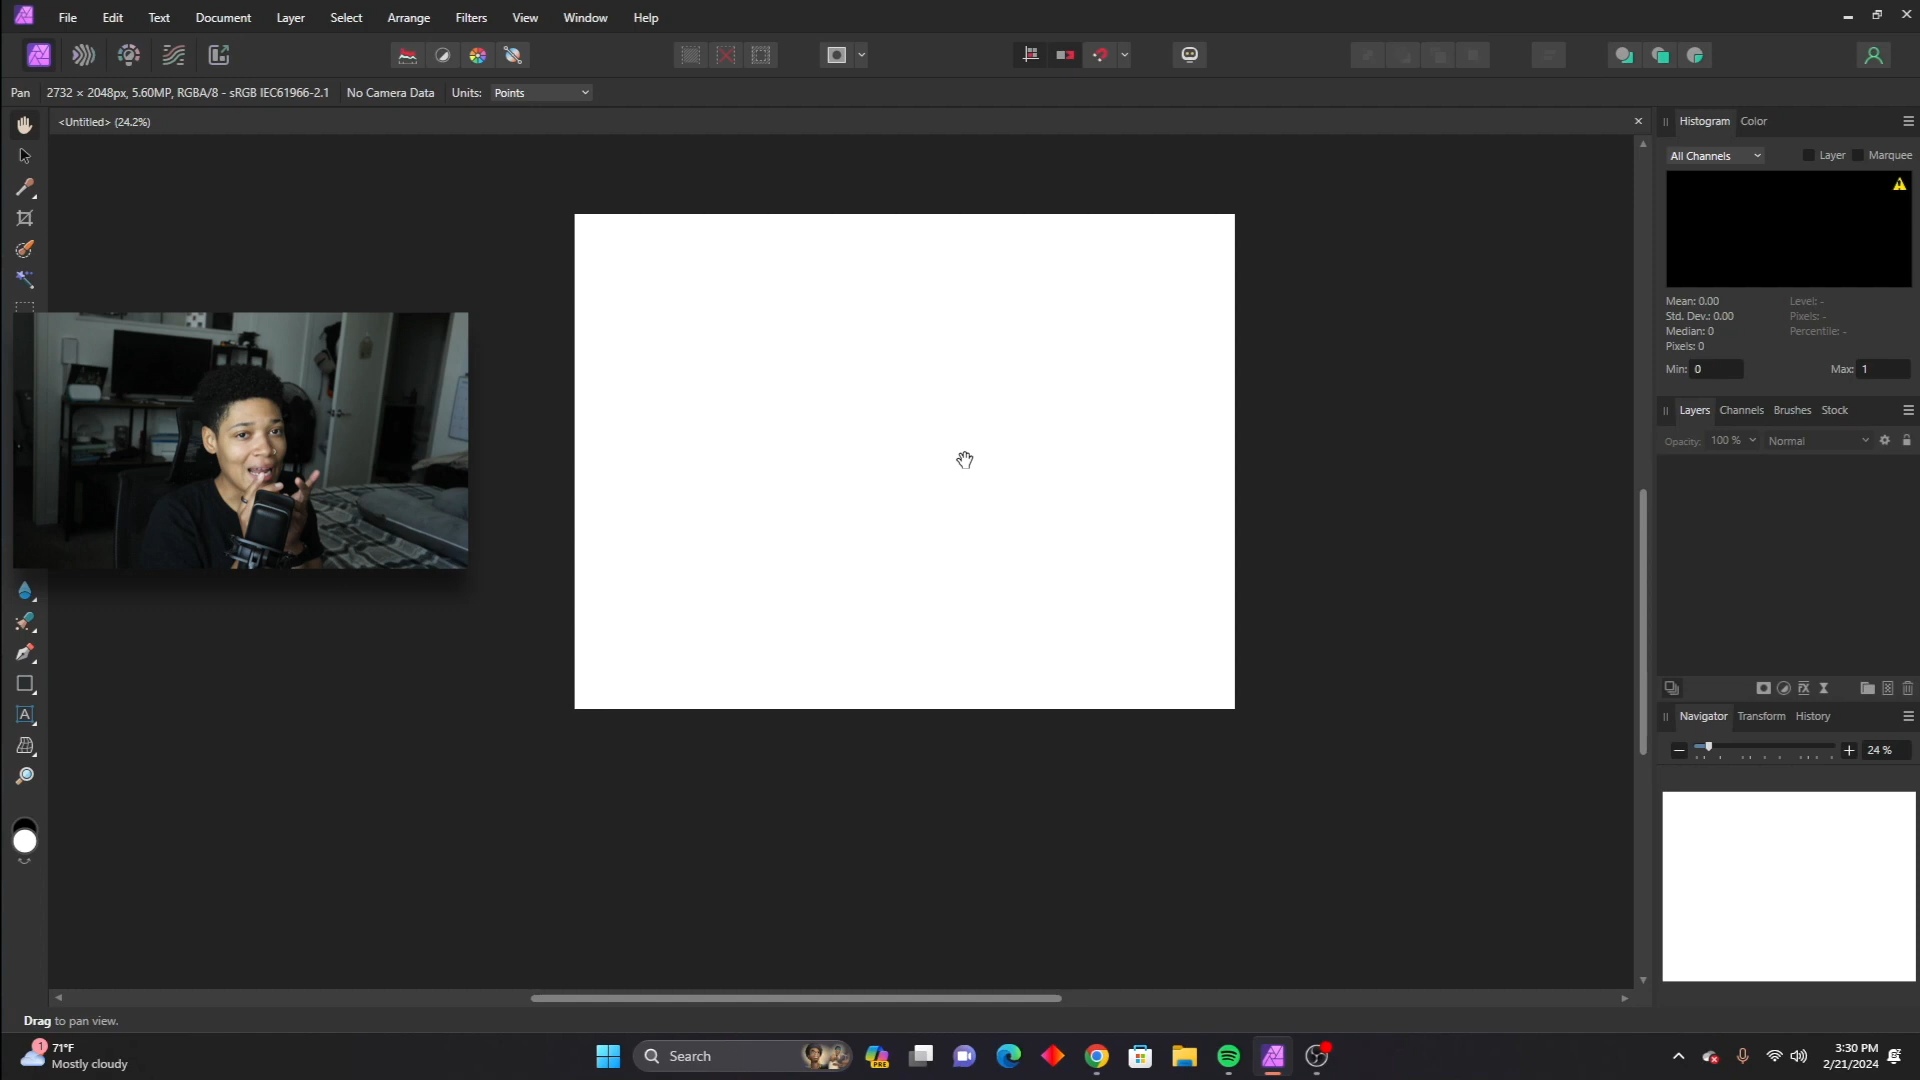 File Edit Text Document Layer Select Arrange Filters View Window Help
Pan 2732 × 2048px, 5.60MP, RGBA/8 - sRGB IEC61966-2.1 No Camera Data Units: Points
<Untitled> (24.2%)
Histogram Color
All Channels Layer Marquee
Mean: 0.00 Level: -
Std. Dev.: 0.00 Pixels: -
Median: 0 Percentile: -
Pixels: 0
Min: 0 Max: 1
Layers Channels Brushes Stock
Opacity: 100 % Normal
Navigator Transform History
24 %
Drag to pan view.
1 71°F
Mostly cloudy
Search
PRE
3:30 PM
2/21/2024